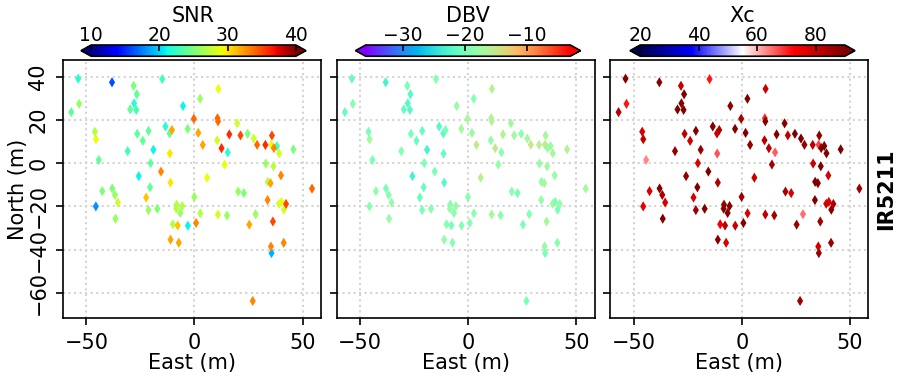 SNR DBV Xc
10 20 30 40 −30 −20 −10 20 40 60 80
North (m)
40
20
0
−20
−40
−60
IR5211
−50 0 50 −50 0 50 −50 0 50
East (m) East (m) East (m)